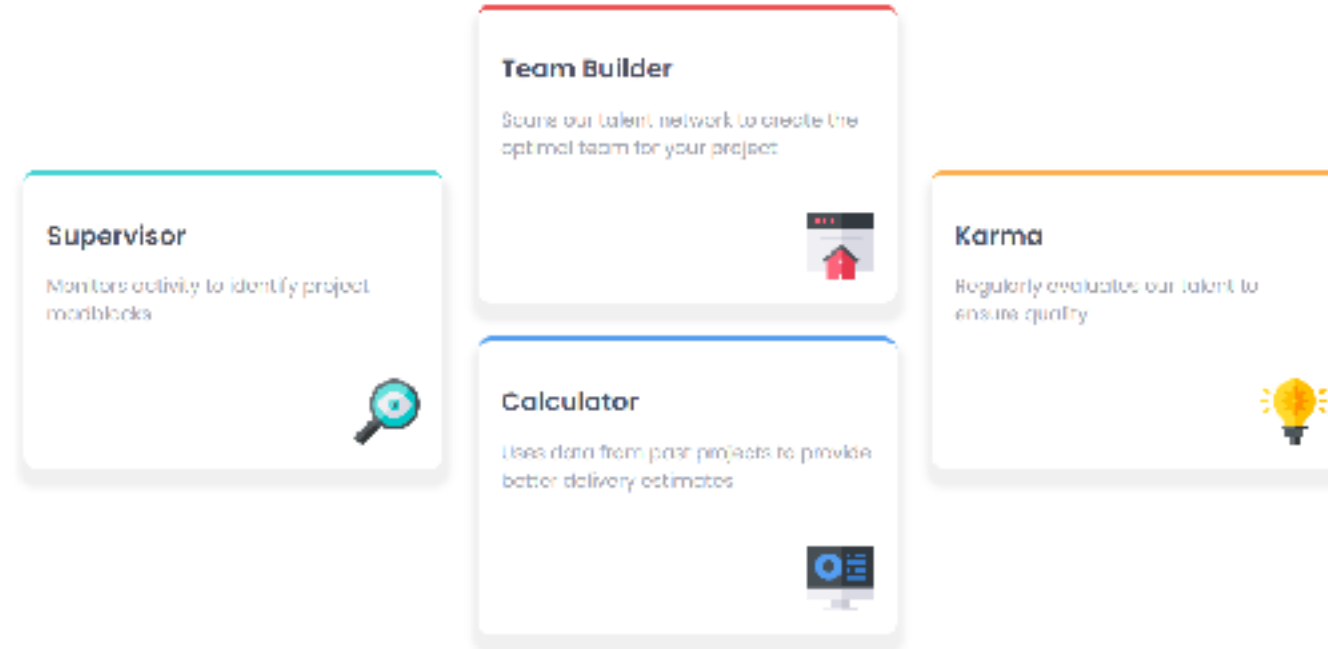 Team Builder
Scans our talent network to create the
optimal team for your project
Supervisor
Monitors activity to identify project
roadblocks
Karma
Regularly evaluates our talent to
ensure quality
Calculator
Uses data from past projects to provide
better delivery estimates